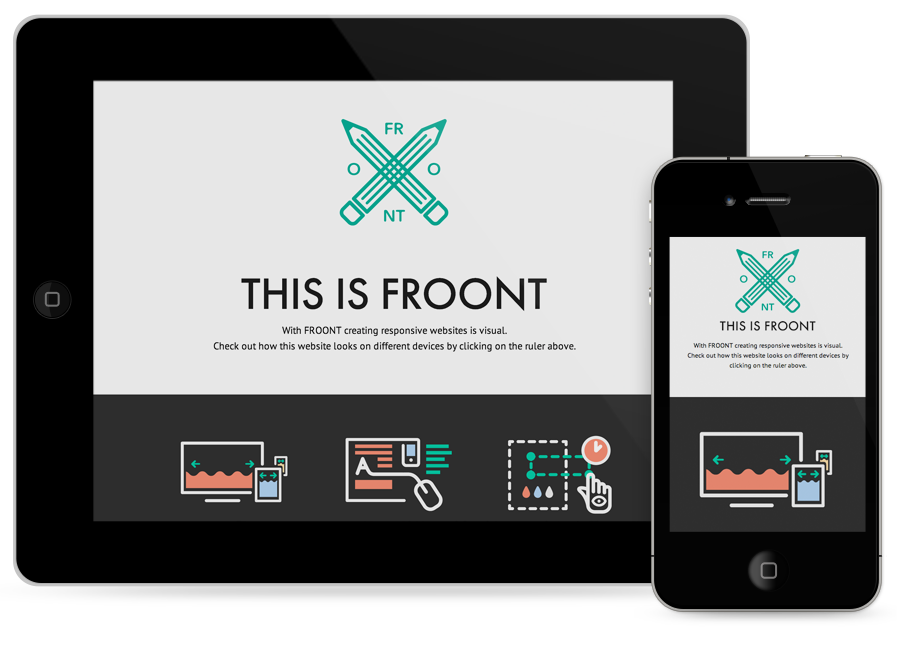 FR
O O
NT
THIS IS FROONT
With FROONT creating responsive websites is visual.
Check out how this website looks on different devices by clicking on the ruler above.
A
FR
O O
NT
THIS IS FROONT
With FROONT creating responsive websites is visual.
Check out how this website looks on different devices by
clicking on the ruler above.